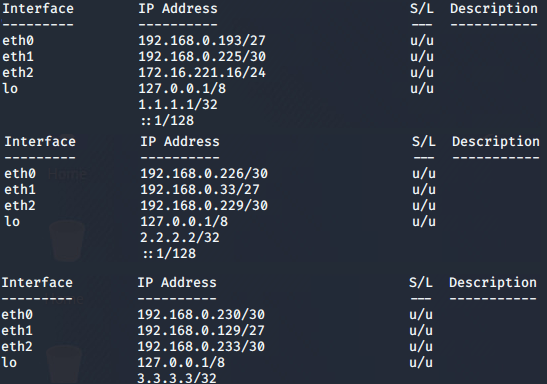 Interface IP Address S/L Description
--------- ---------- --- -----------
eth0 192.168.0.193/27 u/u
eth1 192.168.0.225/30 u/u
eth2 172.16.221.16/24 u/u
lo 127.0.0.1/8 u/u
1.1.1.1/32
::1/128
Interface IP Address S/L Description
--------- ---------- --- -----------
eth0 192.168.0.226/30 u/u
eth1 192.168.0.33/27 u/u
eth2 192.168.0.229/30 u/u
lo 127.0.0.1/8 u/u
2.2.2.2/32
::1/128
Interface IP Address S/L Description
--------- ---------- --- -----------
eth0 192.168.0.230/30 u/u
eth1 192.168.0.129/27 u/u
eth2 192.168.0.233/30 u/u
lo 127.0.0.1/8 u/u
3.3.3.3/32